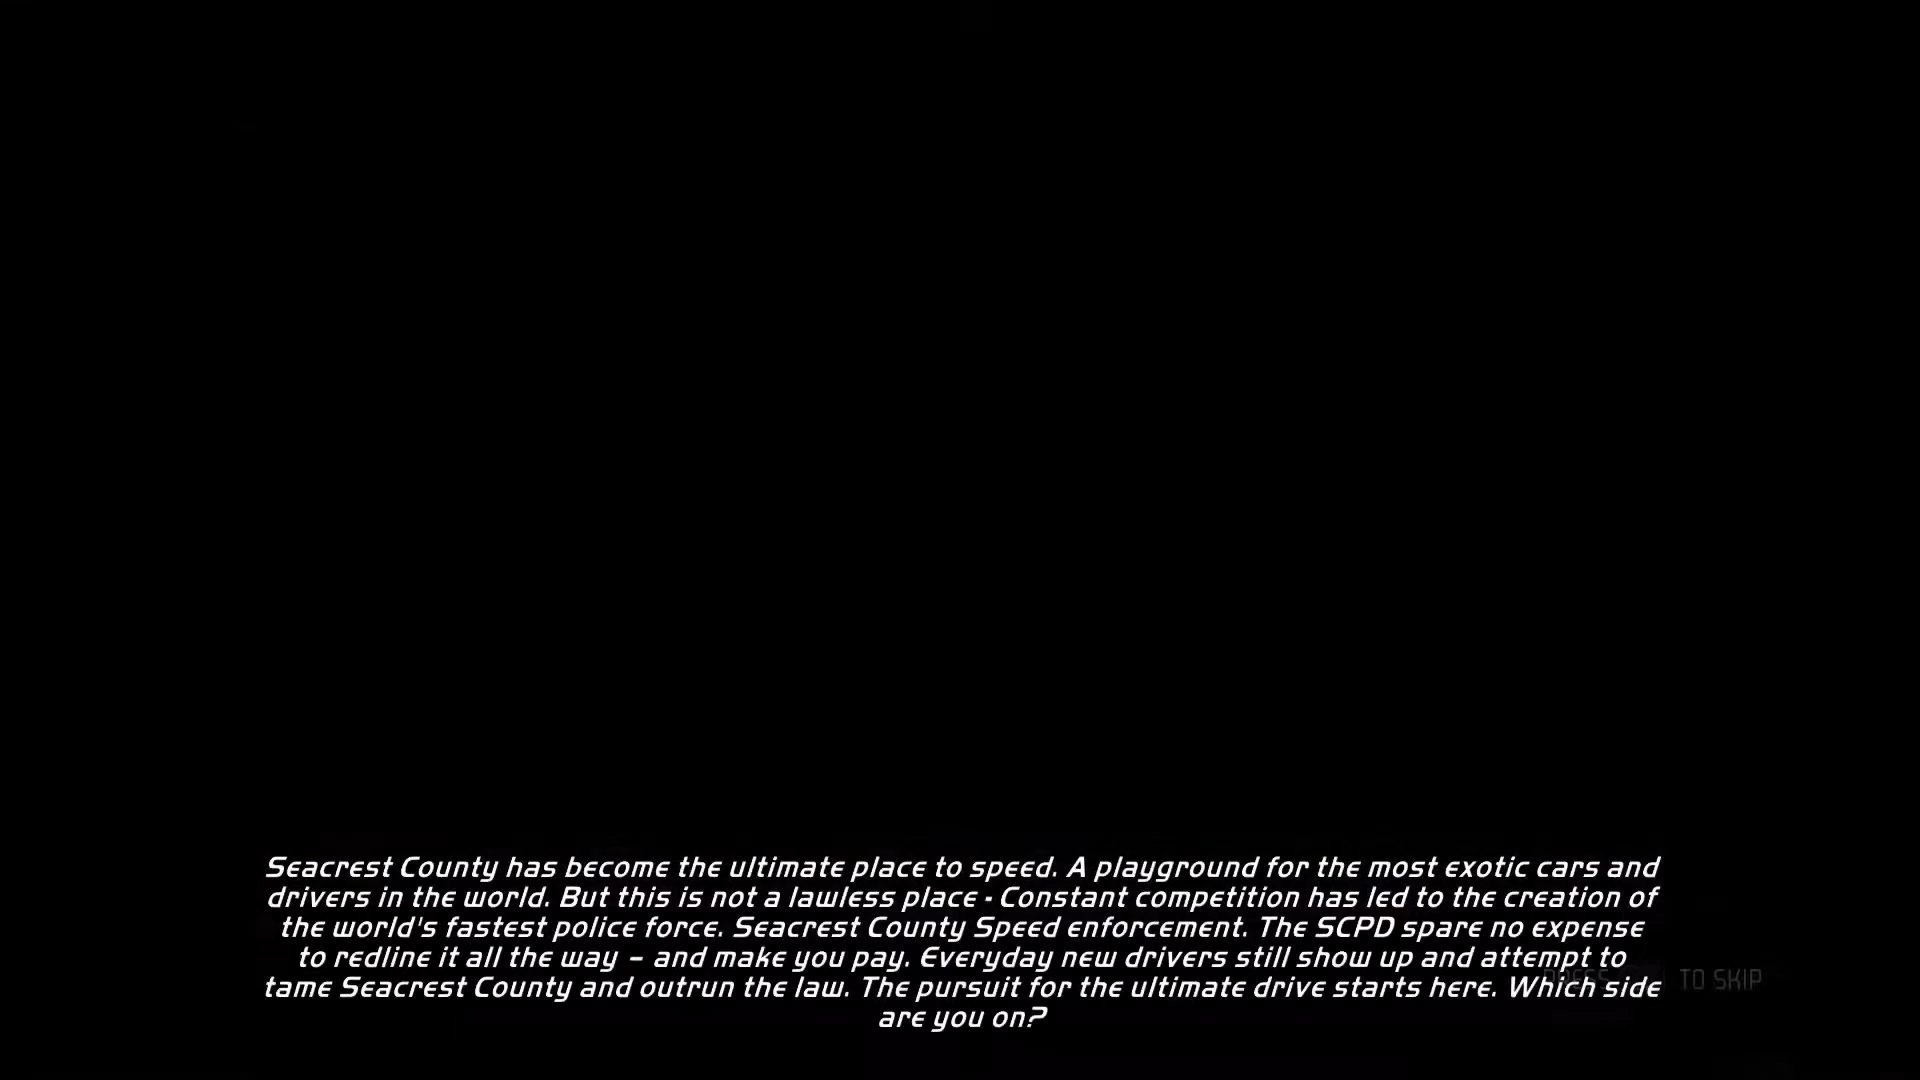 Seacrest County has become the ultimate place to speed. A playground for the most exotic cars and
drivers in the world. But this is not a lawless place - Constant competition has led to the creation of
the world's fastest police force. Seacrest County Speed enforcement. The SCPD spare no expense
to redline it all the way – and make you pay. Everyday new drivers still show up and attempt to
tame Seacrest County and outrun the law. The pursuit for the ultimate drive starts here. Which side
are you on?
PRESS TO SKIP